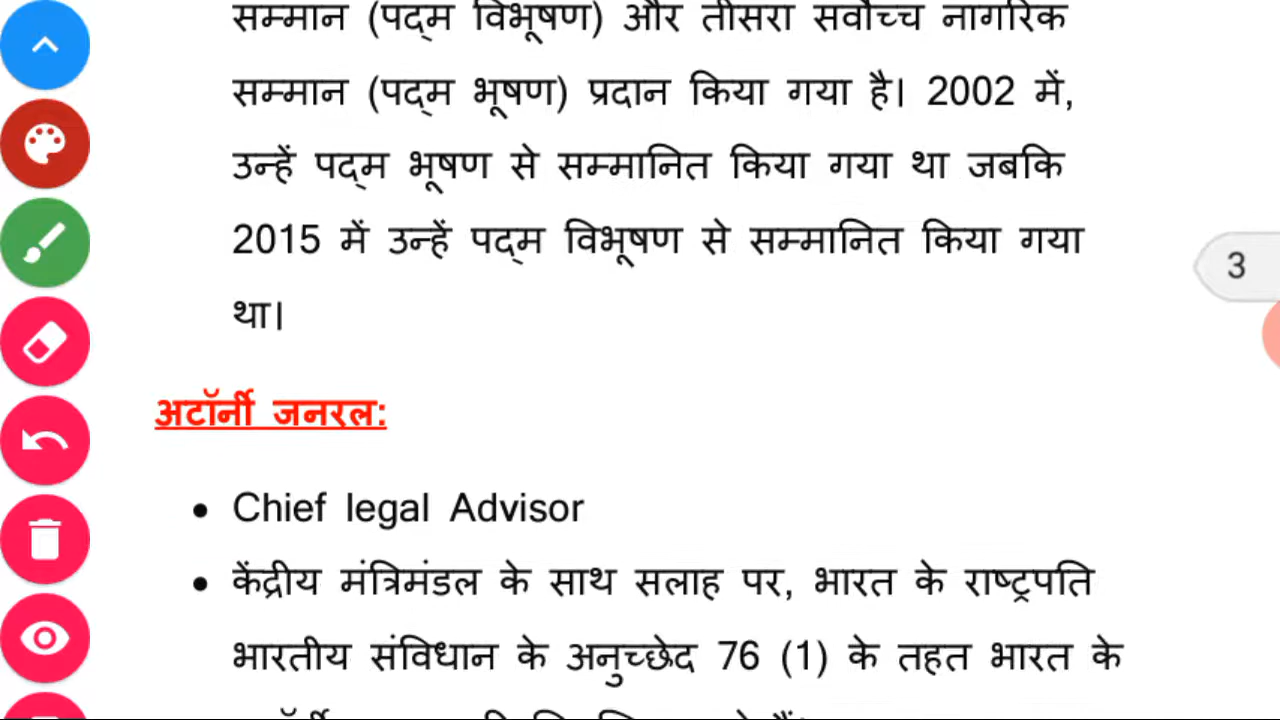 सम्मान (पद्म विभूषण) और तीसरा सर्वोच्च नागरिक
सम्मान (पद्म भूषण) प्रदान किया गया है। 2002 में,
उन्हें पद्म भूषण से सम्मानित किया गया था जबकि
2015 में उन्हें पद्म विभूषण से सम्मानित किया गया
था।
3
अटॉर्नी जनरल:
Chief legal Advisor
केंद्रीय मंत्रिमंडल के साथ सलाह पर, भारत के राष्ट्रपति
भारतीय संविधान के अनुच्छेद 76 (1) के तहत भारत के